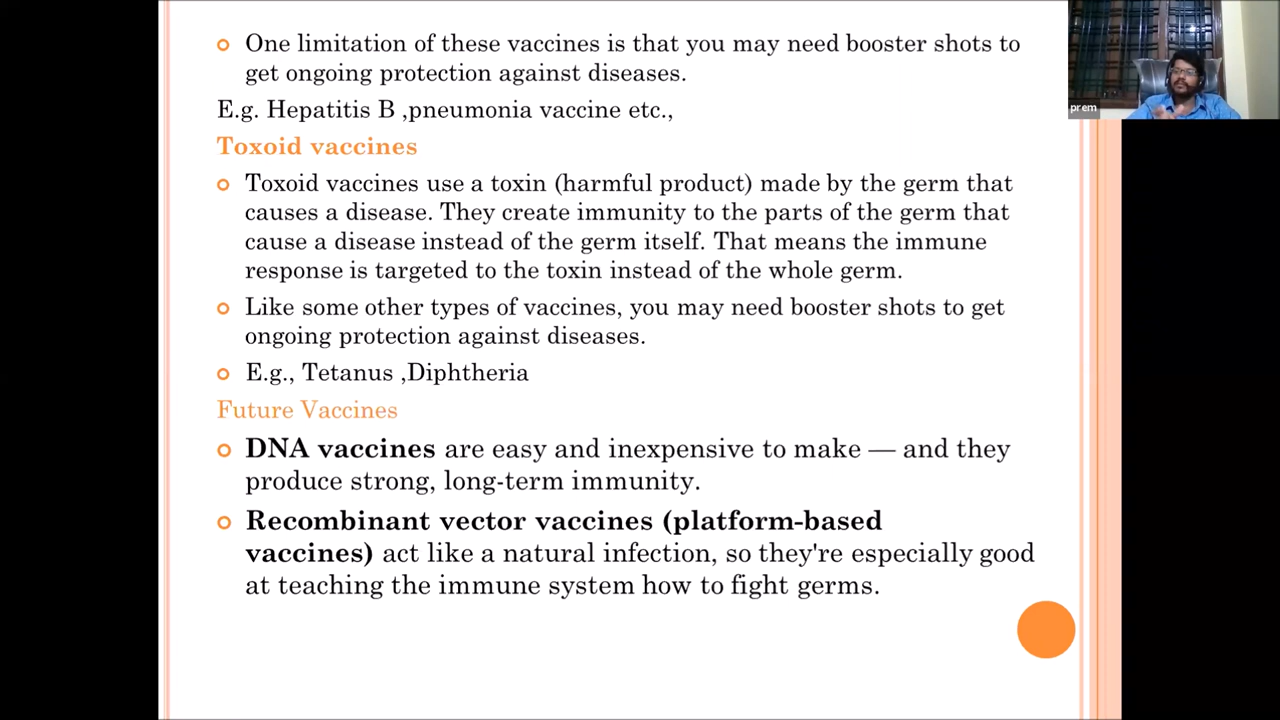 One limitation of these vaccines is that you may need booster shots to
get ongoing protection against diseases.
E.g. Hepatitis B ,pneumonia vaccine etc.,
Toxoid vaccines
Toxoid vaccines use a toxin (harmful product) made by the germ that
causes a disease. They create immunity to the parts of the germ that
cause a disease instead of the germ itself. That means the immune
response is targeted to the toxin instead of the whole germ.
Like some other types of vaccines, you may need booster shots to get
ongoing protection against diseases.
E.g., Tetanus ,Diphtheria
Future Vaccines
DNA vaccines are easy and inexpensive to make — and they
produce strong, long-term immunity.
Recombinant vector vaccines (platform-based
vaccines) act like a natural infection, so they're especially good
at teaching the immune system how to fight germs.
prem